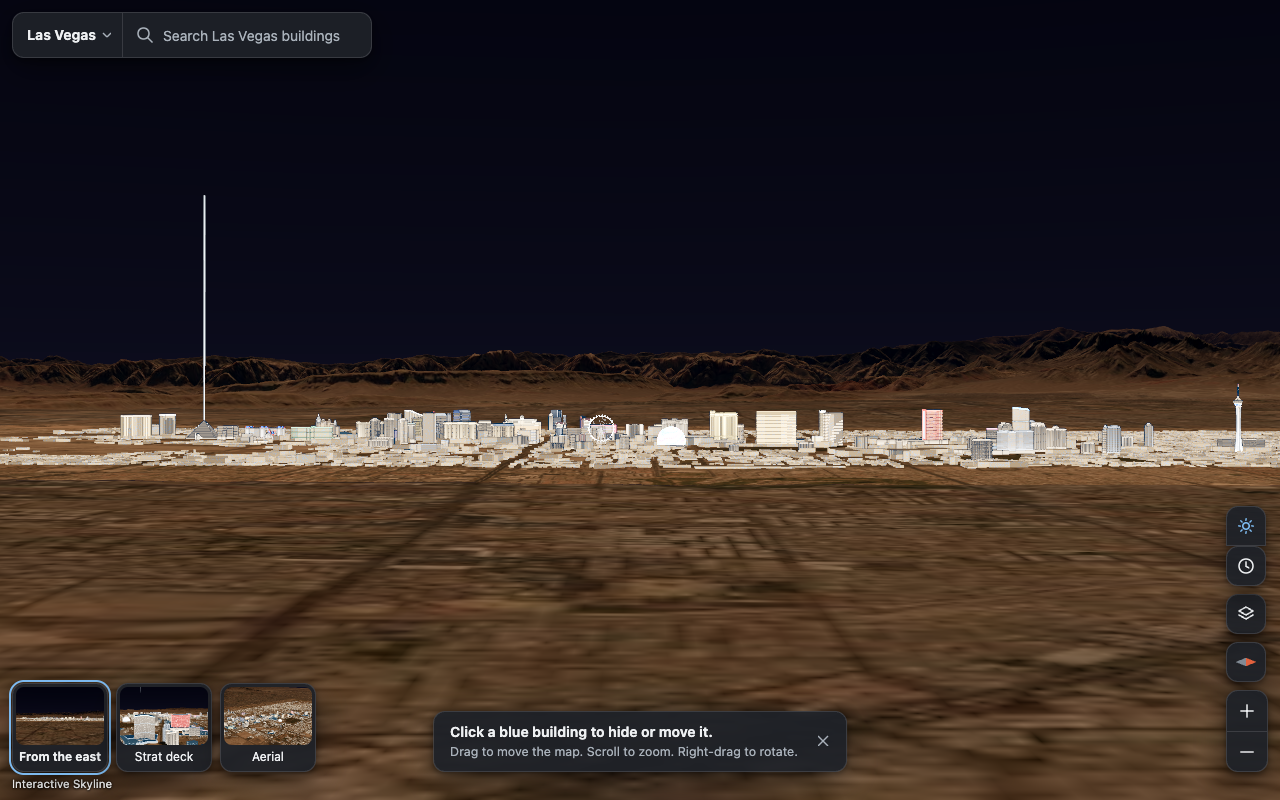 Las Vegas
Search Las Vegas buildings
From the east
Strat deck
Aerial
Interactive Skyline
Click a blue building to hide or move it.
Drag to move the map. Scroll to zoom. Right-drag to rotate.